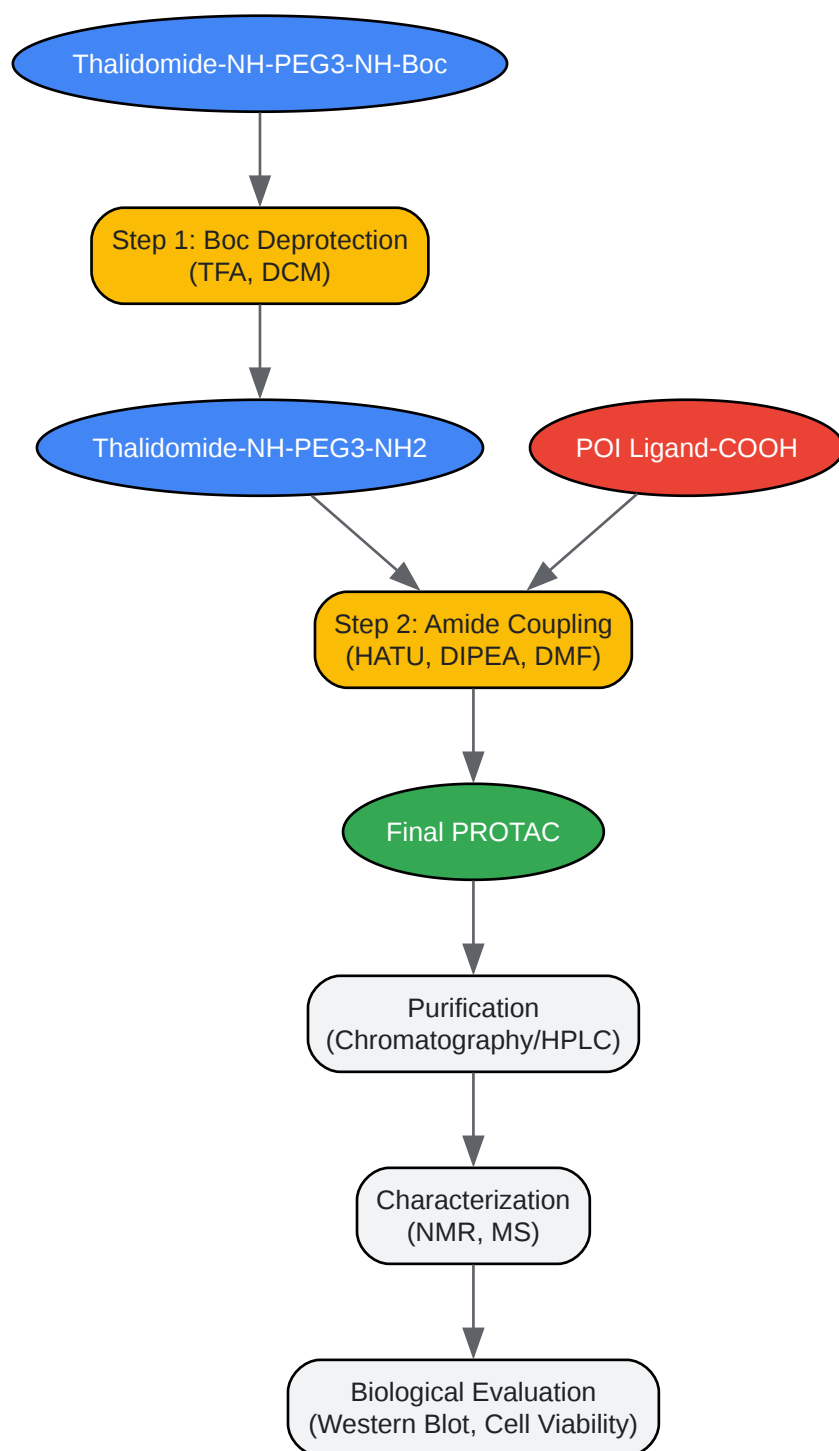 Thalidomide-NH-PEG3-NH-Boc
Step 1: Boc Deprotection
(TFA, DCM)
Thalidomide-NH-PEG3-NH2
POI Ligand-COOH
Step 2: Amide Coupling
(HATU, DIPEA, DMF)
Final PROTAC
Purification
(Chromatography/HPLC)
Characterization
(NMR, MS)
Biological Evaluation
(Western Blot, Cell Viability)